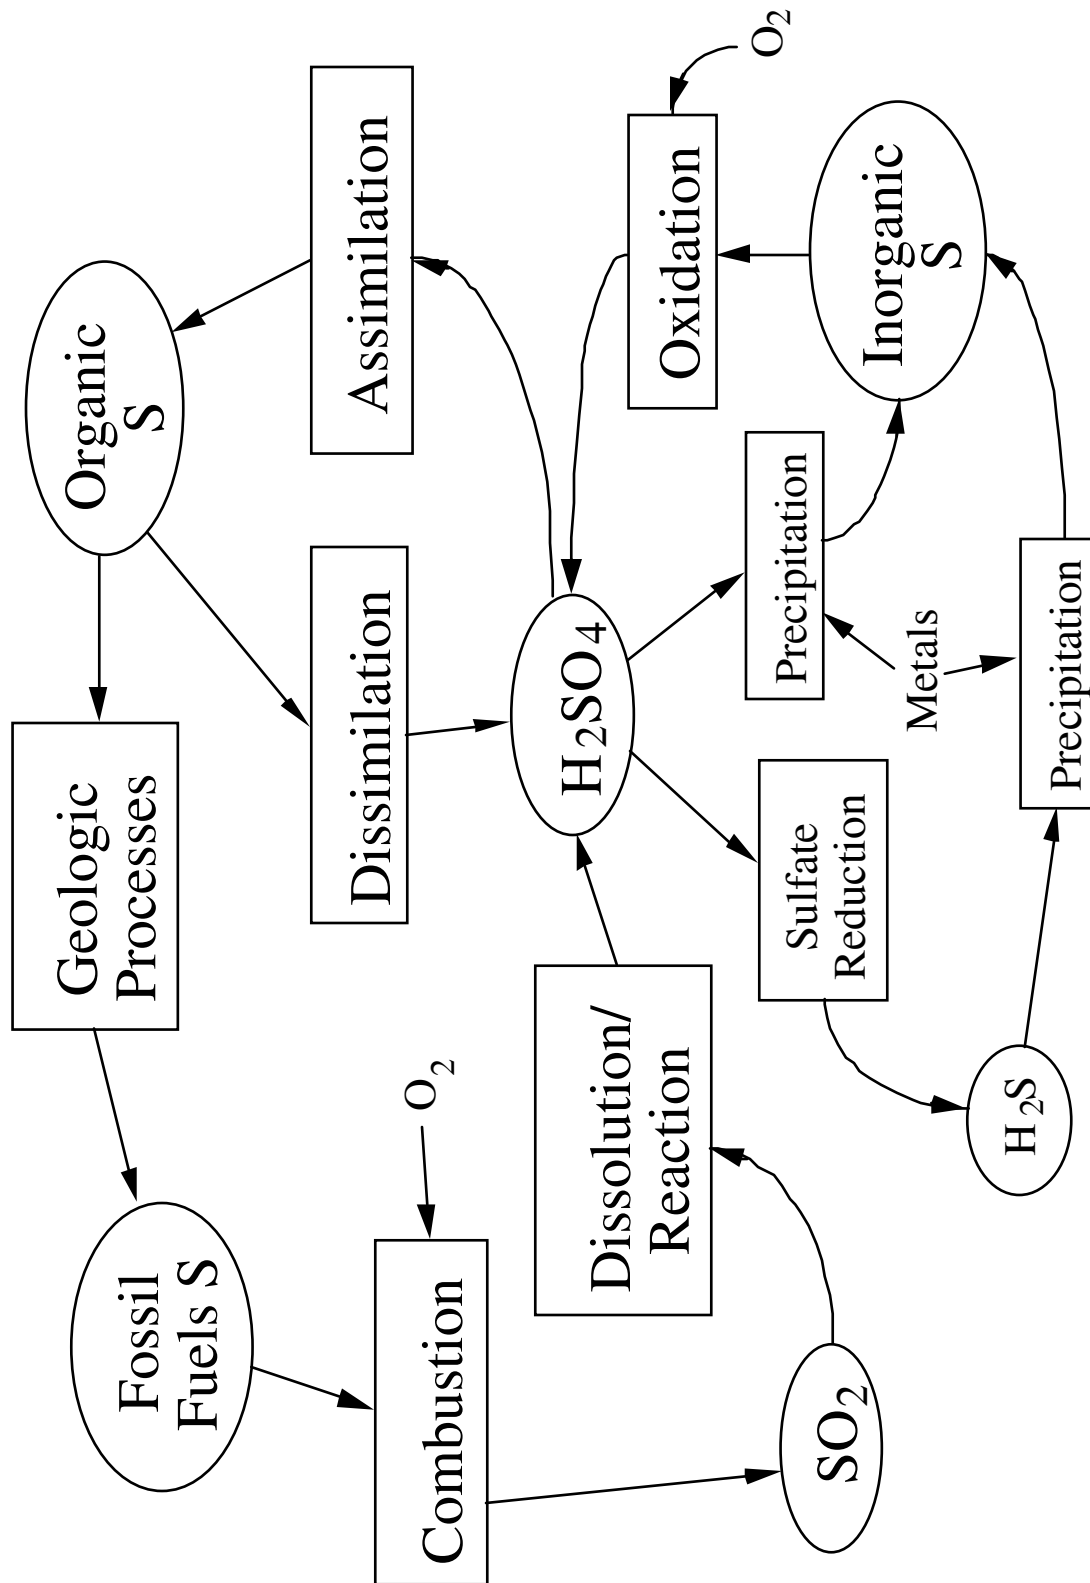 Fossil
Fuels S
Geologic
Processes
Organic
S
Combustion
O2
Dissimilation
Assimilation
Dissolution/
Reaction
H2SO4
Oxidation
O2
SO2
Sulfate
Reduction
Precipitation
Inorganic
S
Metals
H2S
Precipitation